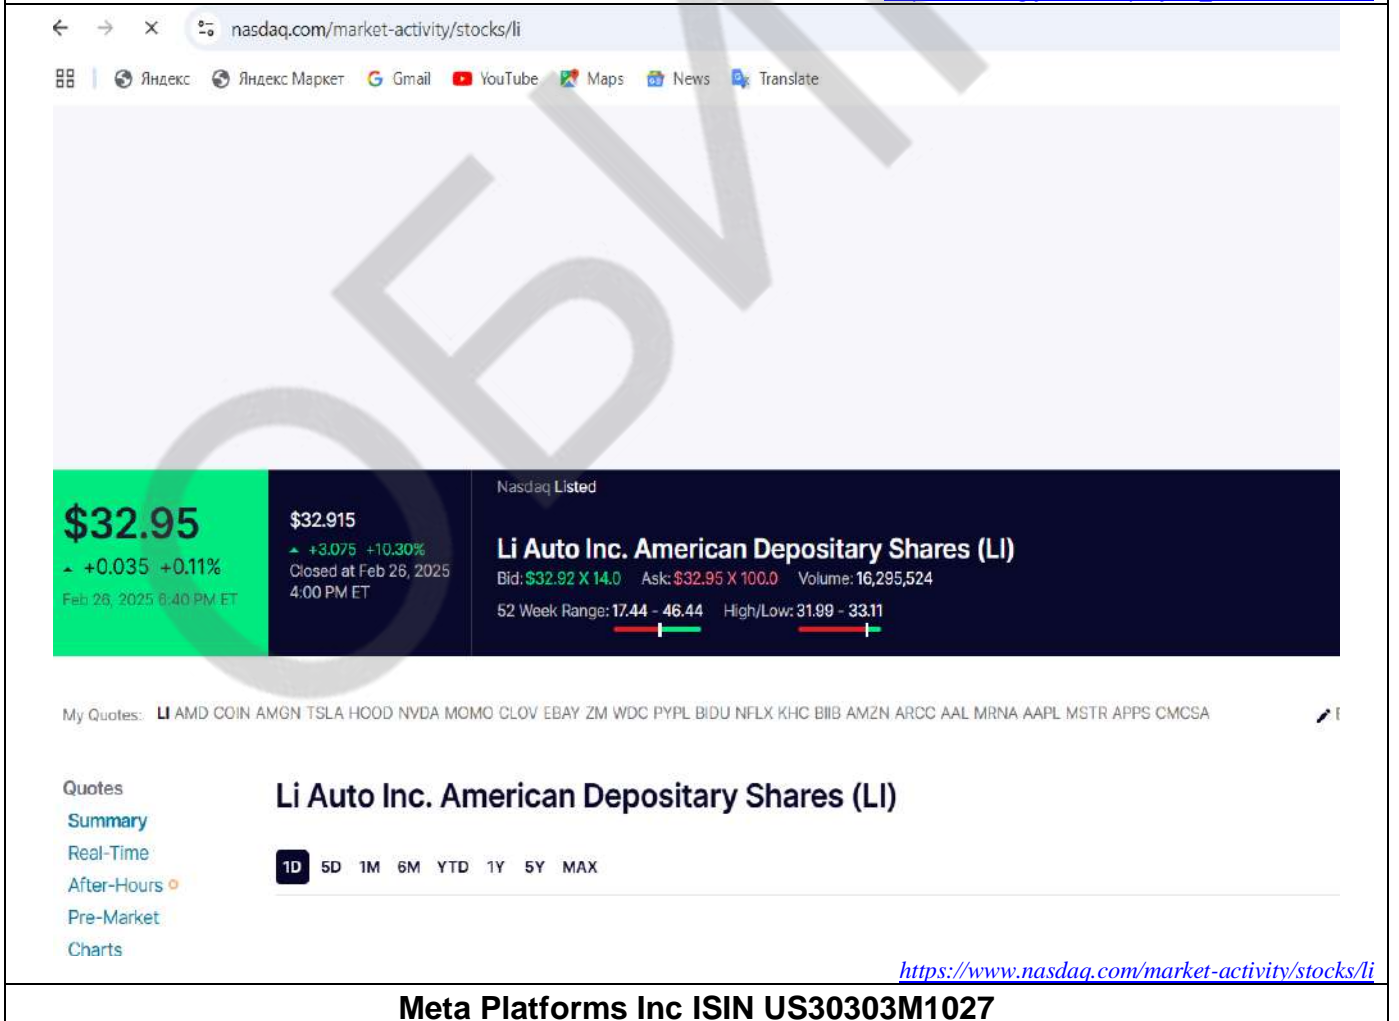 nasdaq.com/market-activity/stocks/li
Яндекс Яндекс Маркет Gmail YouTube Maps News Translate
ОБИ
Nasdaq Listed
$32.95
+0.035 +0.11%
Feb 26, 2025 6:40 PM ET
$32.915
+3.075 +10.30%
Closed at Feb 26, 2025
4:00 PM ET
Li Auto Inc. American Depositary Shares (LI)
Bid: $32.92 X 14.0 Ask: $32.95 X 100.0 Volume: 16,295,524
52 Week Range: 17.44 - 46.44 High/Low: 31.99 - 33.11
My Quotes: LI AMD COIN AMGN TSLA HOOD NVDA MOMO CLOV EBAY ZM WDC PYPL BIDU NFLX KHC BIIB AMZN ARCC AAL MRNA AAPL MSTR APPS CMCSA
Quotes
Summary
Real-Time
After-Hours
Pre-Market
Charts
Li Auto Inc. American Depositary Shares (LI)
1D 5D 1M 6M YTD 1Y 5Y MAX
https://www.nasdaq.com/market-activity/stocks/li
Meta Platforms Inc ISIN US30303M1027